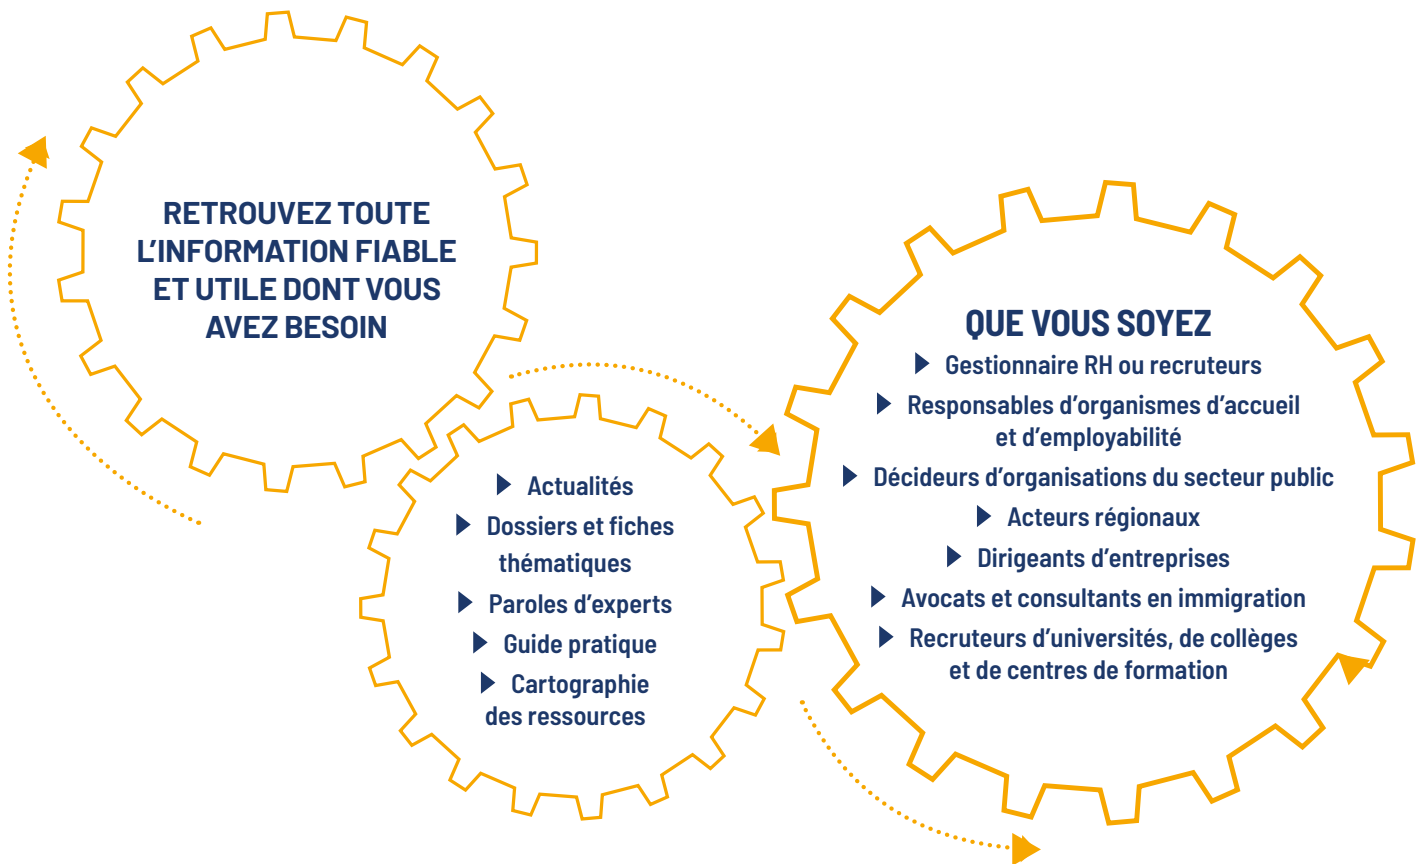 RETROUVEZ TOUTE
L’INFORMATION FIABLE
ET UTILE DONT VOUS
AVEZ BESOIN
Actualités
Dossiers et fiches
thématiques
Paroles d’experts
Guide pratique
Cartographie
des ressources
QUE VOUS SOYEZ
Gestionnaire RH ou recruteurs
Responsables d’organismes d’accueil
et d’employabilité
Décideurs d’organisations du secteur public
Acteurs régionaux
Dirigeants d’entreprises
Avocats et consultants en immigration
Recruteurs d’universités, de collèges
et de centres de formation